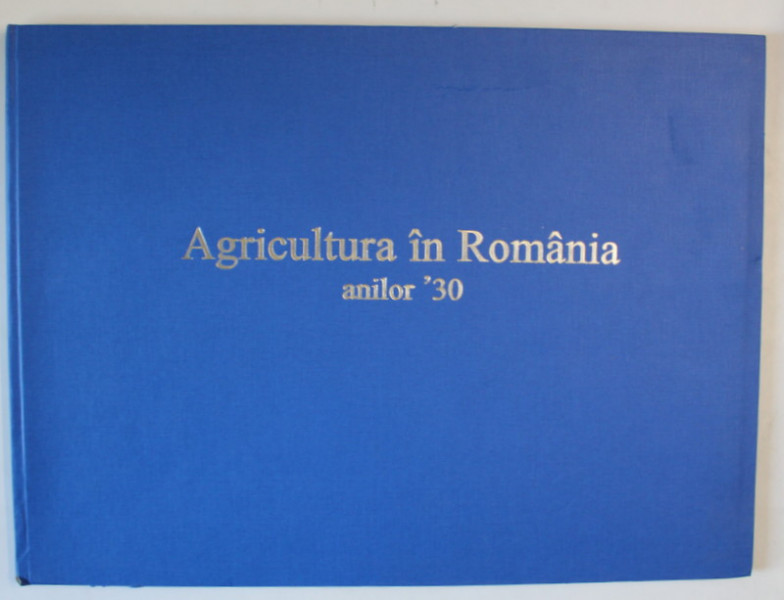 Agricultura în România
anilor ’30